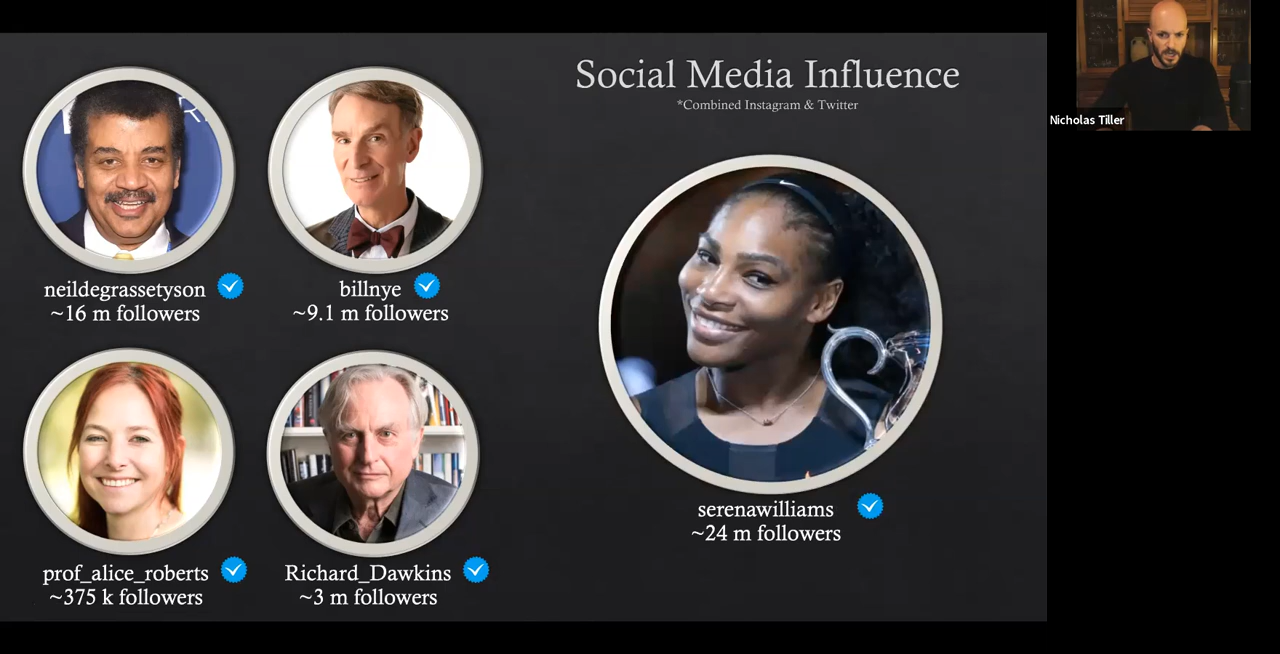 Social Media Influence
*Combined Instagram & Twitter
neildegrassetyson
~16 m followers
billnye
~9.1 m followers
prof_alice_roberts
~375 k followers
Richard_Dawkins
~3 m followers
serenawilliams
~24 m followers
Nicholas Tiller